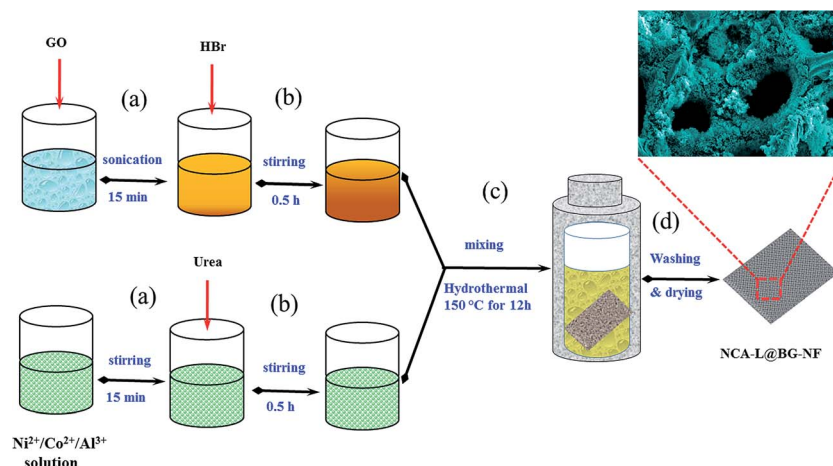 GO
HBr
(a)
(b)
sonication
15 min
stirring
0.5 h
(c)
mixing
Hydrothermal
150 °C for 12h
(d)
Washing
& drying
NCA-L@BG-NF
Urea
(a)
(b)
stirring
15 min
stirring
0.5 h
Ni²⁺/Co²⁺/Al³⁺
solution